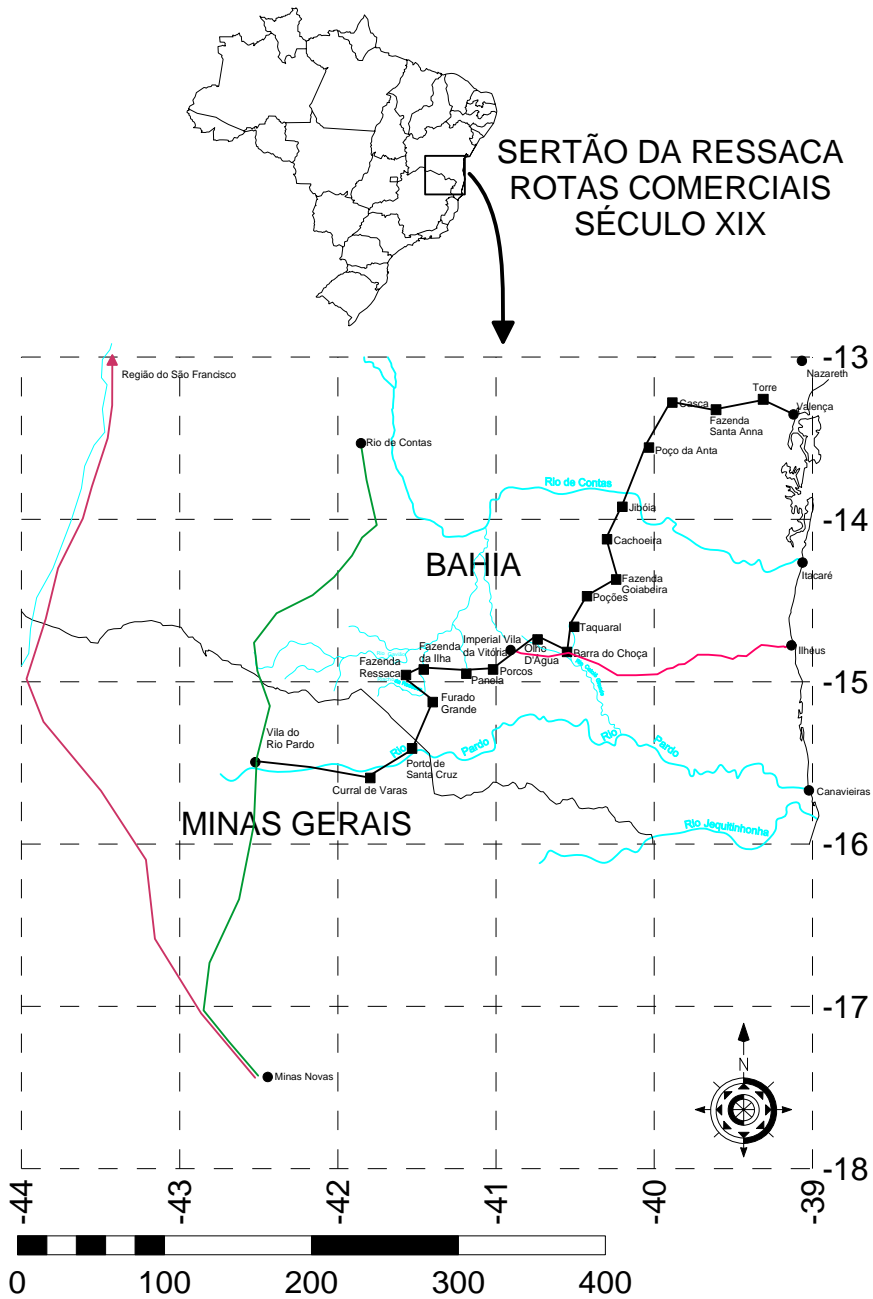 SERTÃO DA RESSACA
ROTAS COMERCIAIS
SÉCULO XIX
-13
Nazareth
Região do São Francisco
Torre
Casca
Valença
Fazenda
Santa Anna
Rio de Contas
Poço da Anta
Rio de Contas
Jibóia
-14
Cachoeira
BAHIA
Itacaré
Fazenda
Goiabeira
Poções
Taquaral
Imperial Vila
da Vitória
Olho
D'Água
Barra do Choça
Ilhéus
Fazenda
da Ilha
Fazenda
Ressaca
Panela
Porcos
-15
Furado
Grande
Vila do
Rio Pardo
Rio
Pardo
Rio
Pardo
Porto de
Santa Cruz
Curral de Varas
Canavieiras
MINAS GERAIS
Rio Jequitinhonha
-16
-17
Minas Novas
N
-18
-44
-43
-42
-41
-40
-39
0
100
200
300
400